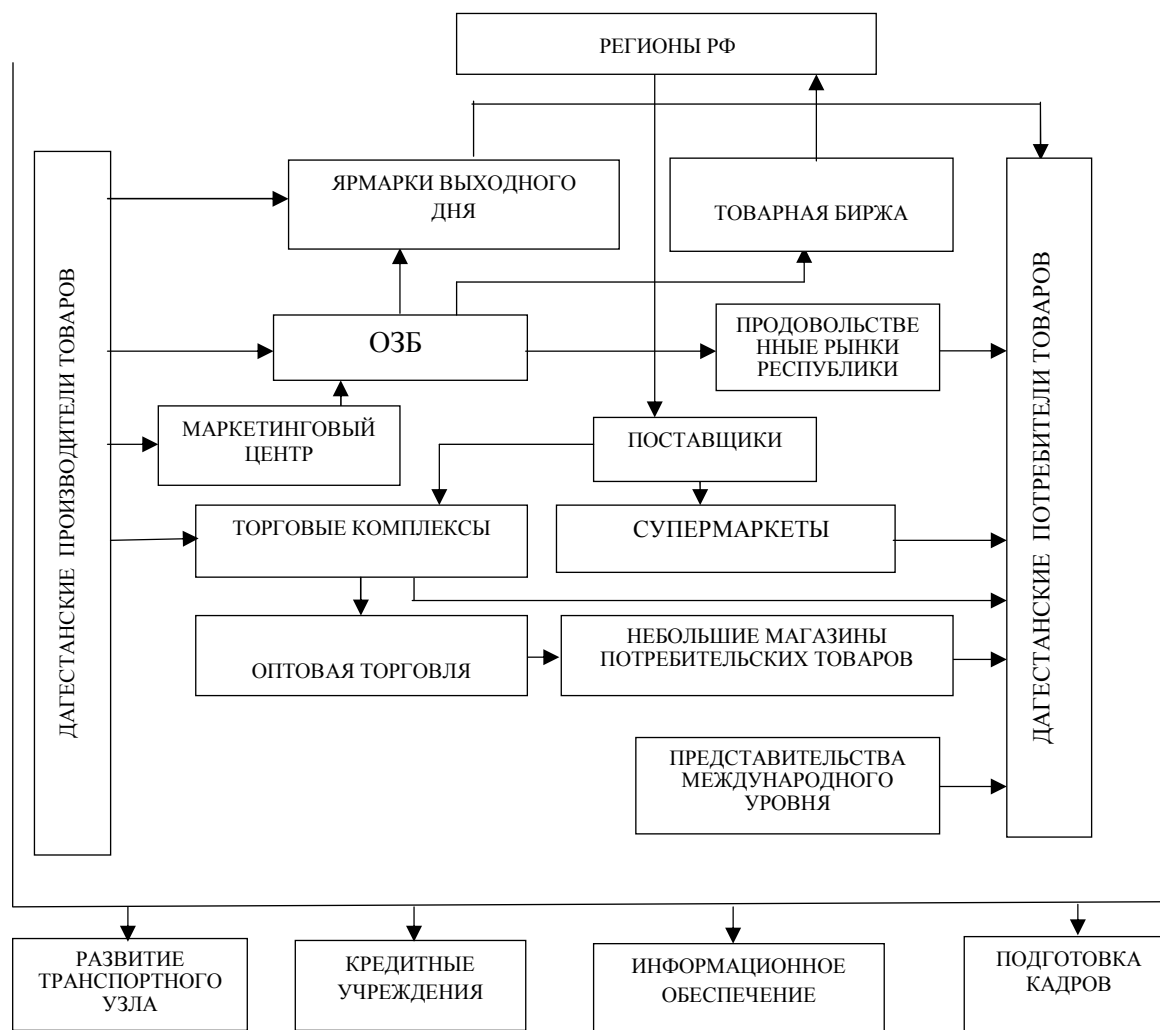 РЕГИОНЫ РФ
ЯРМАРКИ ВЫХОДНОГО
ДНЯ
ТОВАРНАЯ БИРЖА
ДАГЕСТАНСКИЕ ПРОИЗВОДИТЕЛИ ТОВАРОВ
ДАГЕСТАНСКИЕ ПОТРЕБИТЕЛИ ТОВАРОВ
ОЗБ
ПРОДОВОЛЬСТВЕ
ННЫЕ РЫНКИ
РЕСПУБЛИКИ
МАРКЕТИНГОВЫЙ
ЦЕНТР
ПОСТАВЩИКИ
ТОРГОВЫЕ КОМПЛЕКСЫ
СУПЕРМАРКЕТЫ
ОПТОВАЯ ТОРГОВЛЯ
НЕБОЛЬШИЕ МАГАЗИНЫ
ПОТРЕБИТЕЛЬСКИХ ТОВАРОВ
ПРЕДСТАВИТЕЛЬСТВА
МЕЖДУНАРОДНОГО
УРОВНЯ
РАЗВИТИЕ
ТРАНСПОРТНОГО
УЗЛА
КРЕДИТНЫЕ
УЧРЕЖДЕНИЯ
ИНФОРМАЦИОННОЕ
ОБЕСПЕЧЕНИЕ
ПОДГОТОВКА
КАДРОВ